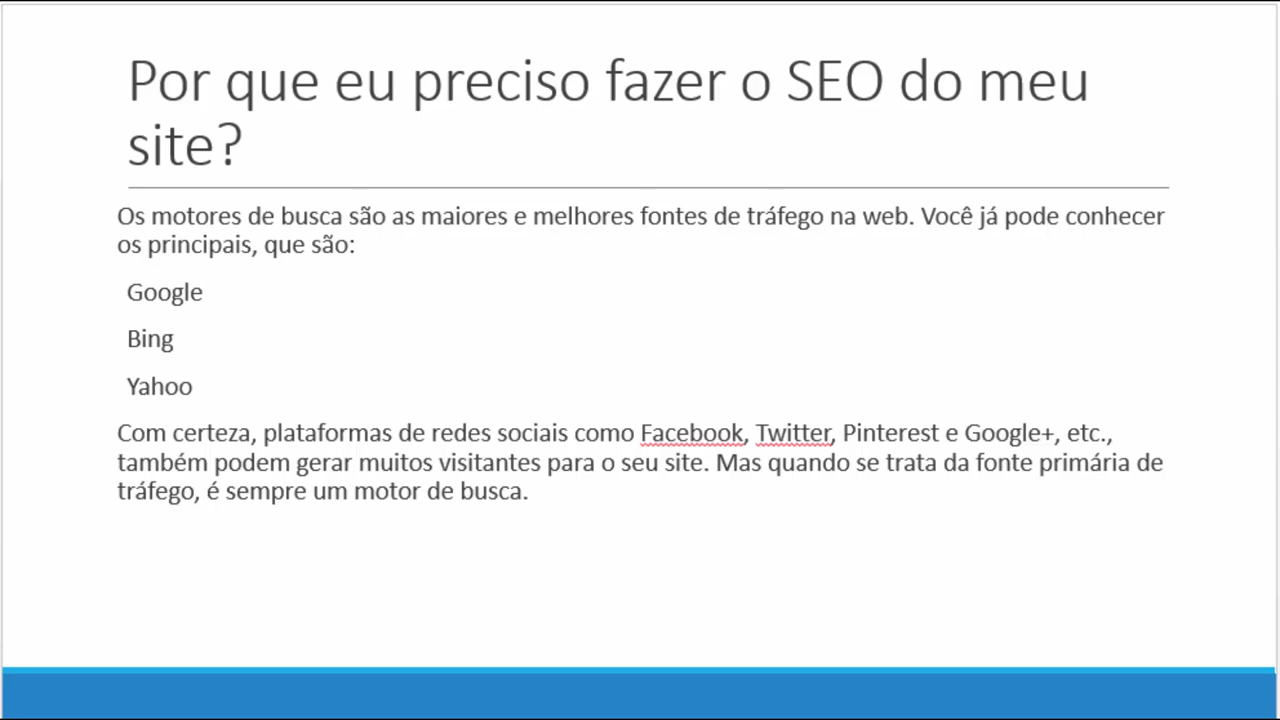 Por que eu preciso fazer o SEO do meu
site?
Os motores de busca são as maiores e melhores fontes de tráfego na web. Você já pode conhecer
os principais, que são:
Google
Bing
Yahoo
Com certeza, plataformas de redes sociais como Facebook, Twitter, Pinterest e Google+, etc.,
também podem gerar muitos visitantes para o seu site. Mas quando se trata da fonte primária de
tráfego, é sempre um motor de busca.